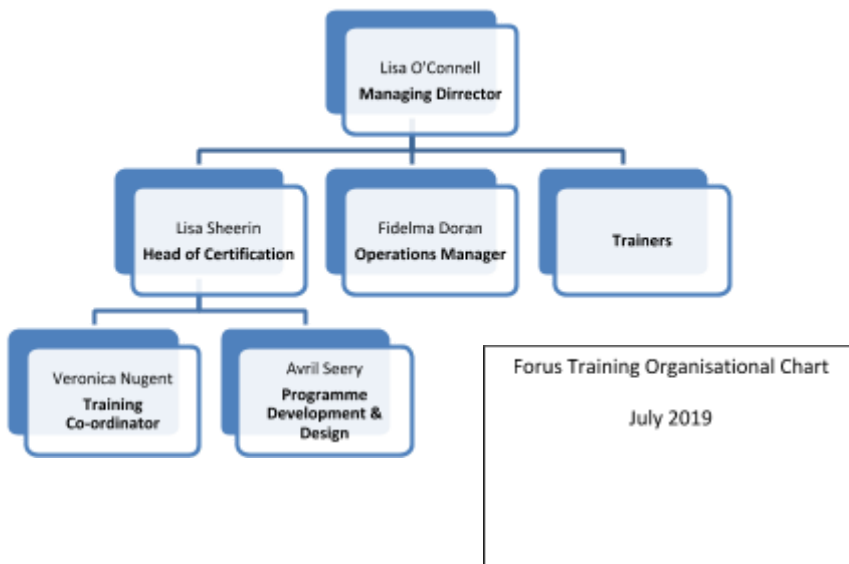 Lisa O'Connell
Managing Dirrector
Lisa Sheerin
Head of Certification
Fidelma Doran
Operations Manager
Trainers
Veronica Nugent
Training
Co-ordinator
Avril Seery
Programme
Development &
Design
Forus Training Organisational Chart
July 2019